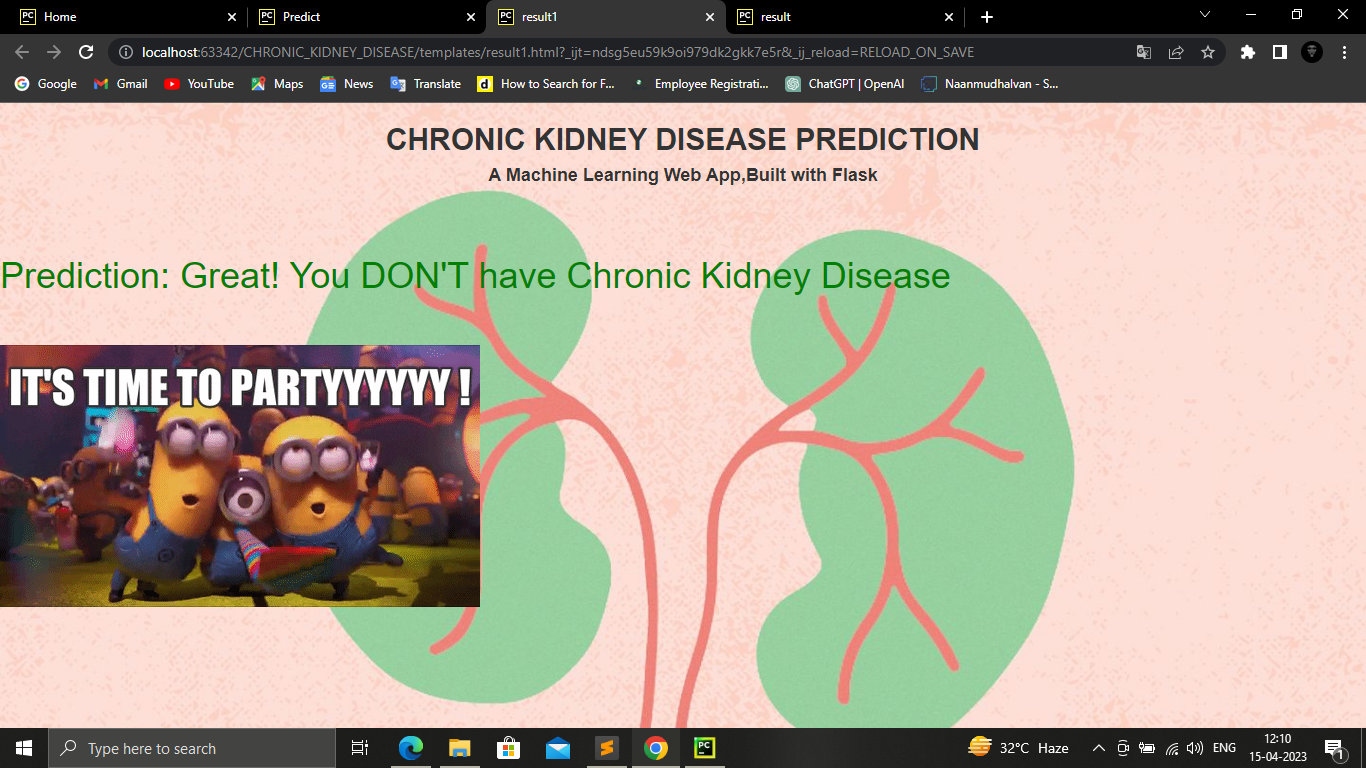 Home
Predict
result1
result
localhost:63342/CHRONIC_KIDNEY_DISEASE/templates/result1.html?_ijt=ndsg5eu59k9oi979dk2gkk7e5r&_ij_reload=RELOAD_ON_SAVE
Google Gmail YouTube Maps News Translate How to Search for F... Employee Registrati... ChatGPT | OpenAI Naanmudhalvan - S...
CHRONIC KIDNEY DISEASE PREDICTION
A Machine Learning Web App,Built with Flask
Prediction: Great! You DON'T have Chronic Kidney Disease
IT'S TIME TO PARTYYYYYY !
Type here to search
32°C Haze
ENG
12:10
15-04-2023
1